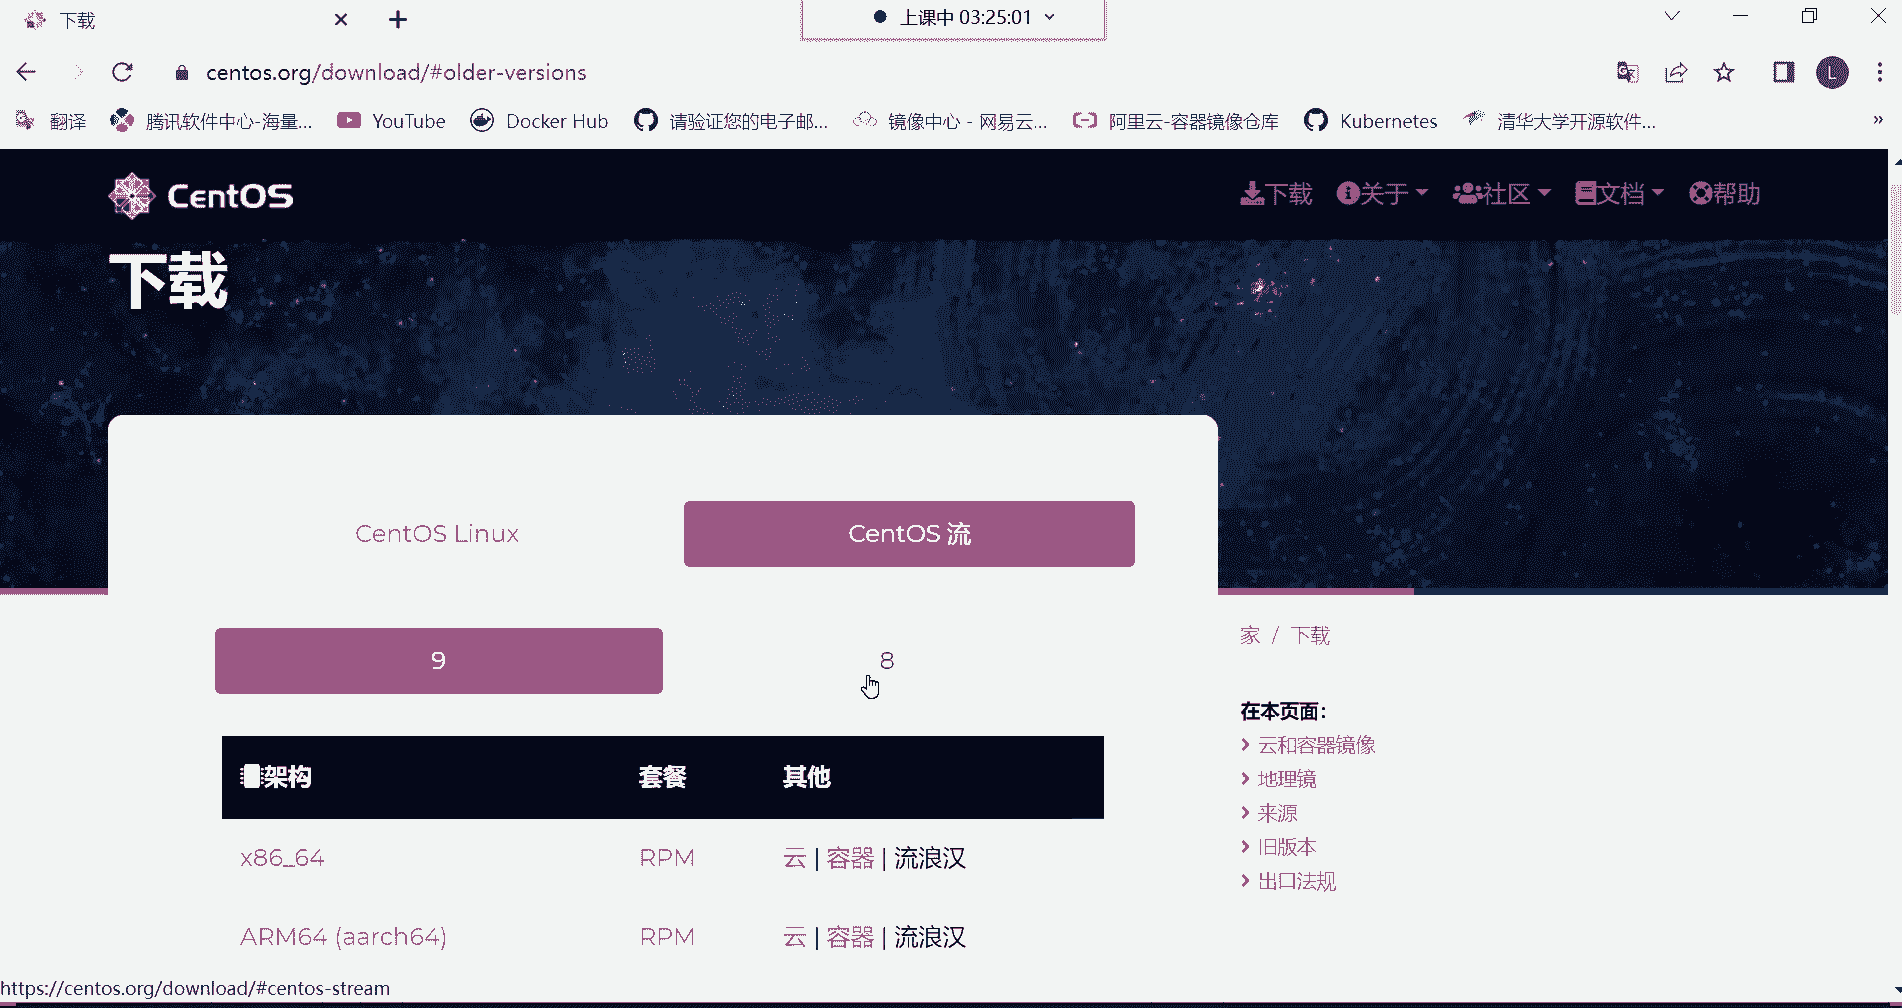 下载
上课中 03:25:01
centos.org/download/#older-versions
L
翻译 腾讯软件中心-海量... YouTube Docker Hub 请验证您的电子邮... 镜像中心 - 网易云... 阿里云-容器镜像仓库 Kubernetes 清华大学开源软件... »
CentOS
下载 关于 社区 文档 帮助
下载
CentOS Linux CentOS 流
9 8
家 / 下载
在本页面：
云和容器镜像
地理镜
来源
旧版本
出口法规
架构 套餐 其他
x86_64 RPM 云 | 容器 | 流浪汉
ARM64 (aarch64) RPM 云 | 容器 | 流浪汉
https://centos.org/download/#centos-stream